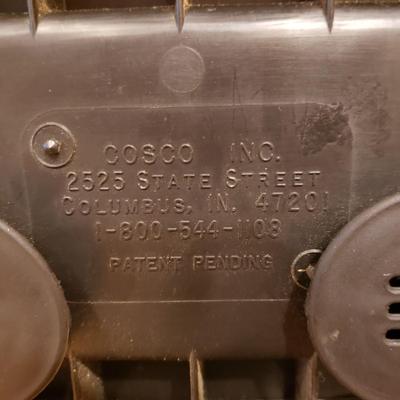 COSCO INC.
2525 STATE STREET
COLUMBUS, IN. 47201
1-800-544-1108
PATENT PENDING